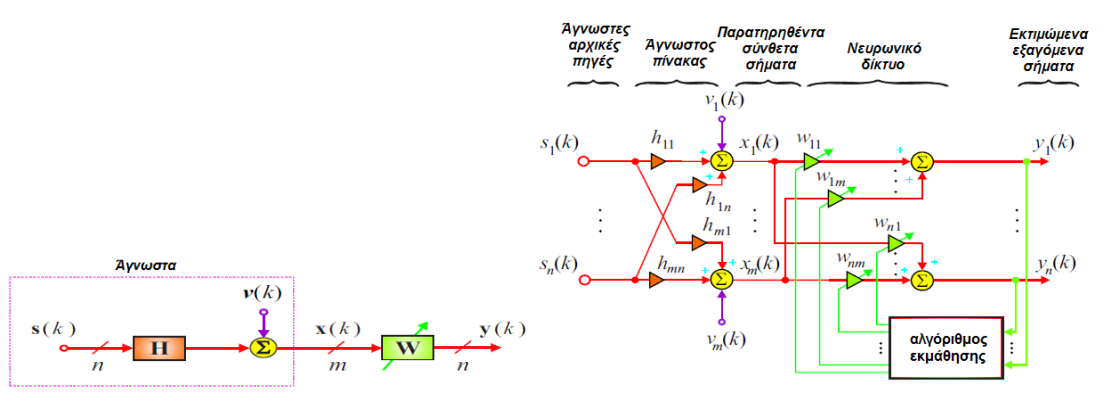 Άγνωστα
v(k)
s(k)
x(k)
y(k)
H
Σ
W
n
m
n
Άγνωστες
αρχικές
πηγές
Άγνωστος
πίνακας
Παρατηρηθέντα
σύνθετα
σήματα
Νευρωνικό
δίκτυο
Εκτιμώμενα
εξαγόμενα
σήματα
v₁(k)
s₁(k)
h₁₁
+
Σ
x₁(k)
w₁₁
Σ
y₁(k)
+
h₁ₙ
w₁ₘ
+
hₘ₁
wₙ₁
sₙ(k)
hₘₙ
+
+
Σ
xₘ(k)
wₙₘ
+
+
Σ
yₙ(k)
vₘ(k)
αλγόριθμος
εκμάθησης